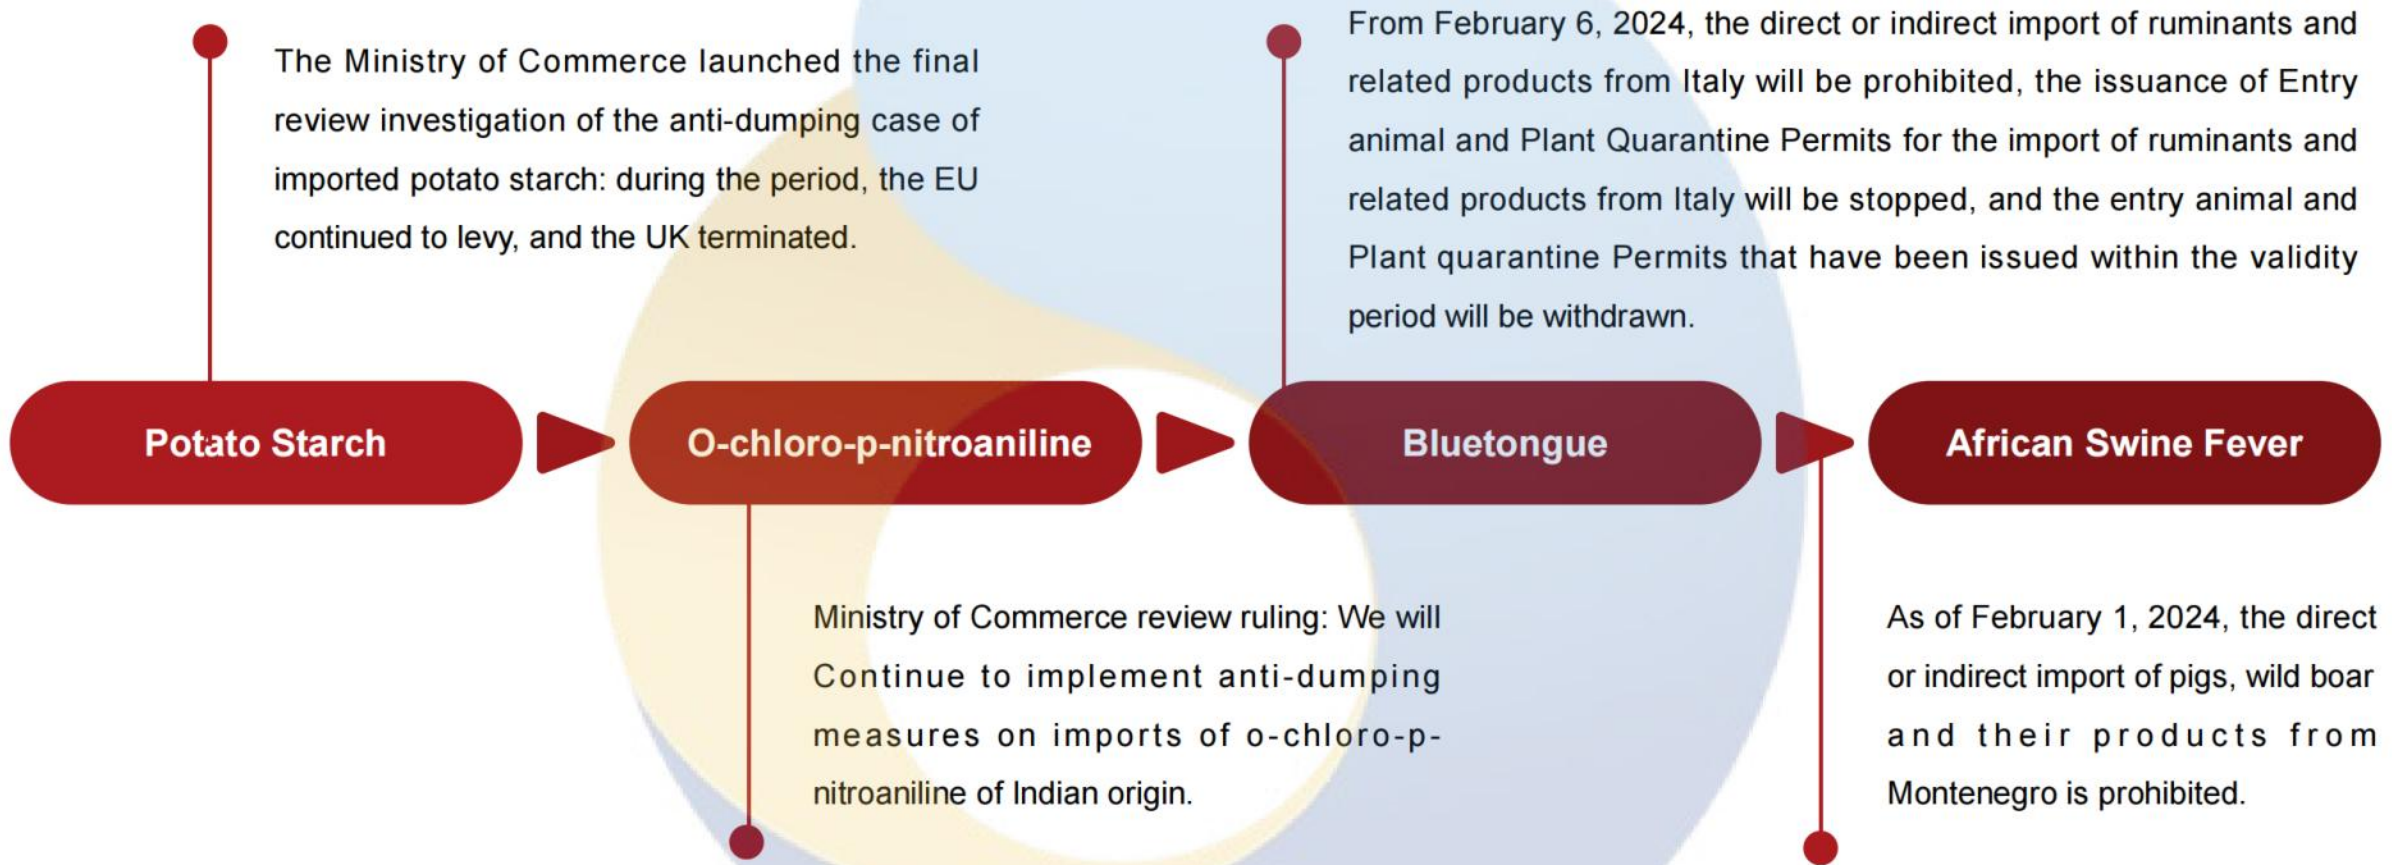 The Ministry of Commerce launched the final
review investigation of the anti-dumping case of
imported potato starch: during the period, the EU
continued to levy, and the UK terminated.
From February 6, 2024, the direct or indirect import of ruminants and
related products from Italy will be prohibited, the issuance of Entry
animal and Plant Quarantine Permits for the import of ruminants and
related products from Italy will be stopped, and the entry animal and
Plant quarantine Permits that have been issued within the validity
period will be withdrawn.
Potato Starch
O-chloro-p-nitroaniline
Bluetongue
African Swine Fever
Ministry of Commerce review ruling: We will
Continue to implement anti-dumping
measures on imports of o-chloro-p-
nitroaniline of Indian origin.
As of February 1, 2024, the direct
or indirect import of pigs, wild boar
and their products from
Montenegro is prohibited.